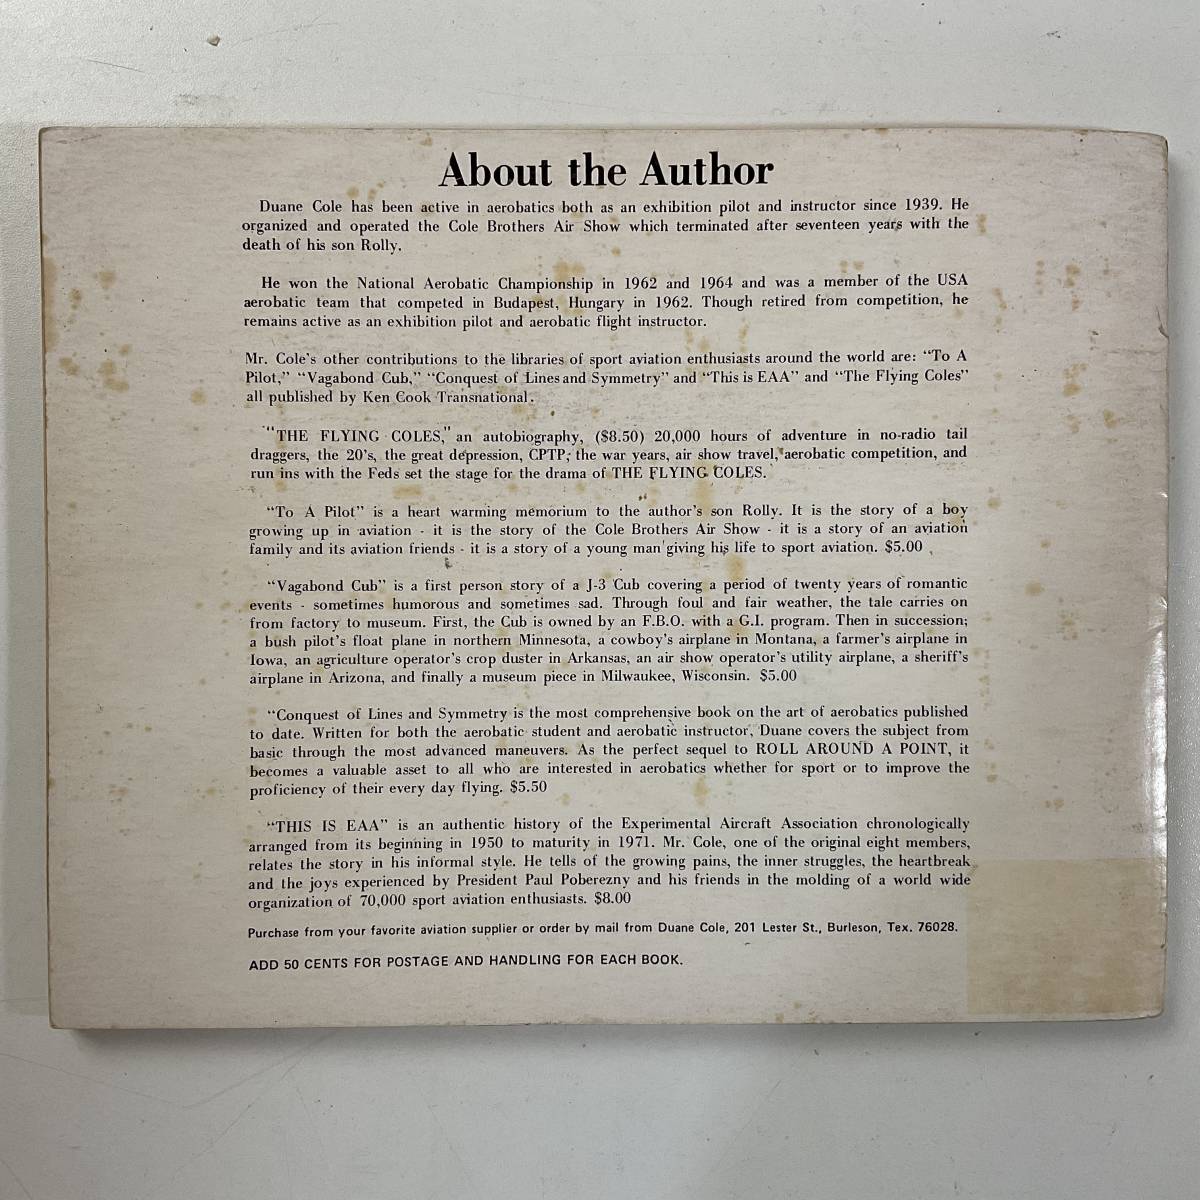 About the Author
Duane Cole has been active in aerobatics both as an exhibition pilot and instructor since 1939. He
organized and operated the Cole Brothers Air Show which terminated after seventeen years with the
death of his son Rolly.
He won the National Aerobatic Championship in 1962 and 1964 and was a member of the USA
aerobatic team that competed in Budapest, Hungary in 1962. Though retired from competition, he
remains active as an exhibition pilot and aerobatic flight instructor.
Mr. Cole's other contributions to the libraries of sport aviation enthusiasts around the world are: "To A
Pilot," "Vagabond Cub," "Conquest of Lines and Symmetry" and "This is EAA" and "The Flying Coles"
all published by Ken Cook Transnational.
"THE FLYING COLES," an autobiography, ($8.50) 20,000 hours of adventure in no-radio tail
draggers, the 20's, the great depression, CPTP, the war years, air show travel, aerobatic competition, and
run ins with the Feds set the stage for the drama of THE FLYING COLES.
"To A Pilot" is a heart warming memorium to the author's son Rolly. It is the story of a boy
growing up in aviation - it is the story of the Cole Brothers Air Show - it is a story of an aviation
family and its aviation friends - it is a story of a young man giving his life to sport aviation. $5.00
"Vagabond Cub" is a first person story of a J-3 Cub covering a period of twenty years of romantic
events - sometimes humorous and sometimes sad. Through foul and fair weather, the tale carries on
from factory to museum. First, the Cub is owned by an F.B.O. with a G.I. program. Then in succession;
a bush pilot's float plane in northern Minnesota, a cowboy's airplane in Montana, a farmer's airplane in
Iowa, an agriculture operator's crop duster in Arkansas, an air show operator's utility airplane, a sheriff's
airplane in Arizona, and finally a museum piece in Milwaukee, Wisconsin. $5.00
"Conquest of Lines and Symmetry is the most comprehensive book on the art of aerobatics published
to date. Written for both the aerobatic student and aerobatic instructor, Duane covers the subject from
basic through the most advanced maneuvers. As the perfect sequel to ROLL AROUND A POINT, it
becomes a valuable asset to all who are interested in aerobatics whether for sport or to improve the
proficiency of their every day flying. $5.50
"THIS IS EAA" is an authentic history of the Experimental Aircraft Association chronologically
arranged from its beginning in 1950 to maturity in 1971. Mr. Cole, one of the original eight members,
relates the story in his informal style. He tells of the growing pains, the inner struggles, the heartbreak
and the joys experienced by President Paul Poberezny and his friends in the molding of a world wide
organization of 70,000 sport aviation enthusiasts. $8.00
Purchase from your favorite aviation supplier or order by mail from Duane Cole, 201 Lester St., Burleson, Tex. 76028.
ADD 50 CENTS FOR POSTAGE AND HANDLING FOR EACH BOOK.